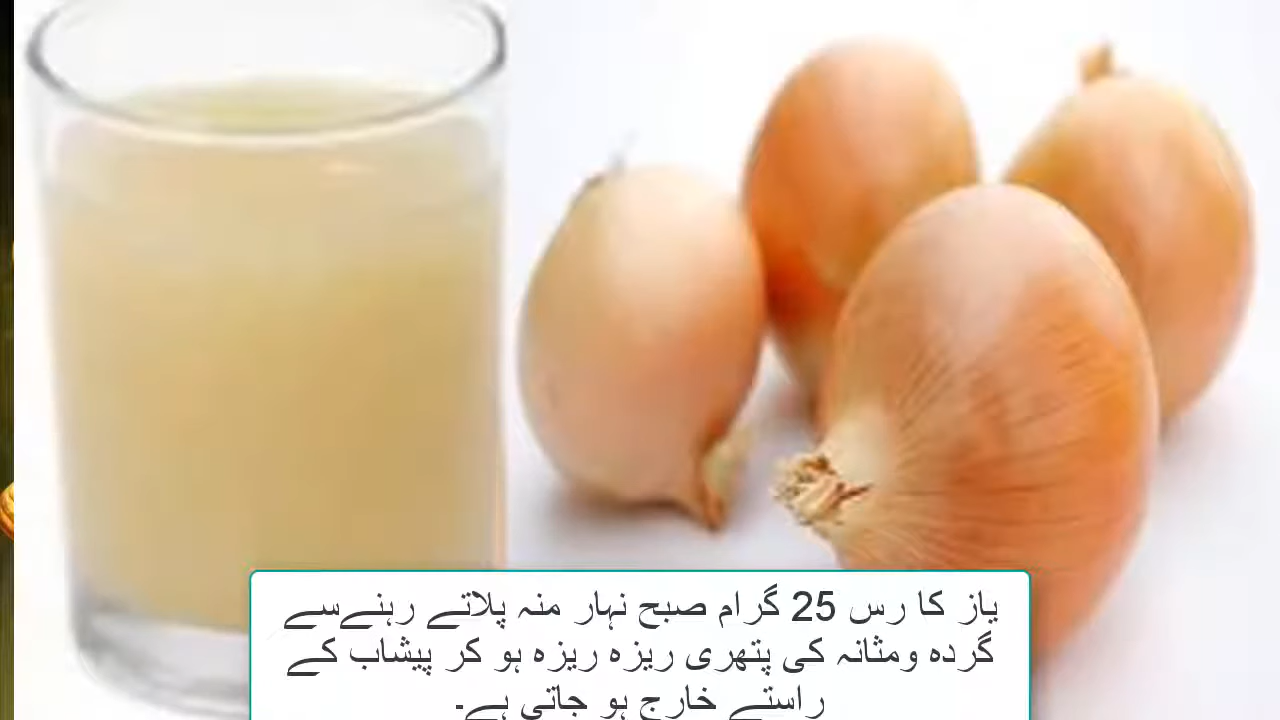 یاز کا رس 25 گرام صبح نہار منہ پلاتے رہنےسے
گردہ ومثانہ کی پتھری ریزہ ریزہ ہو کر پیشاب کے
راستے خارج ہو جاتی ہے۔